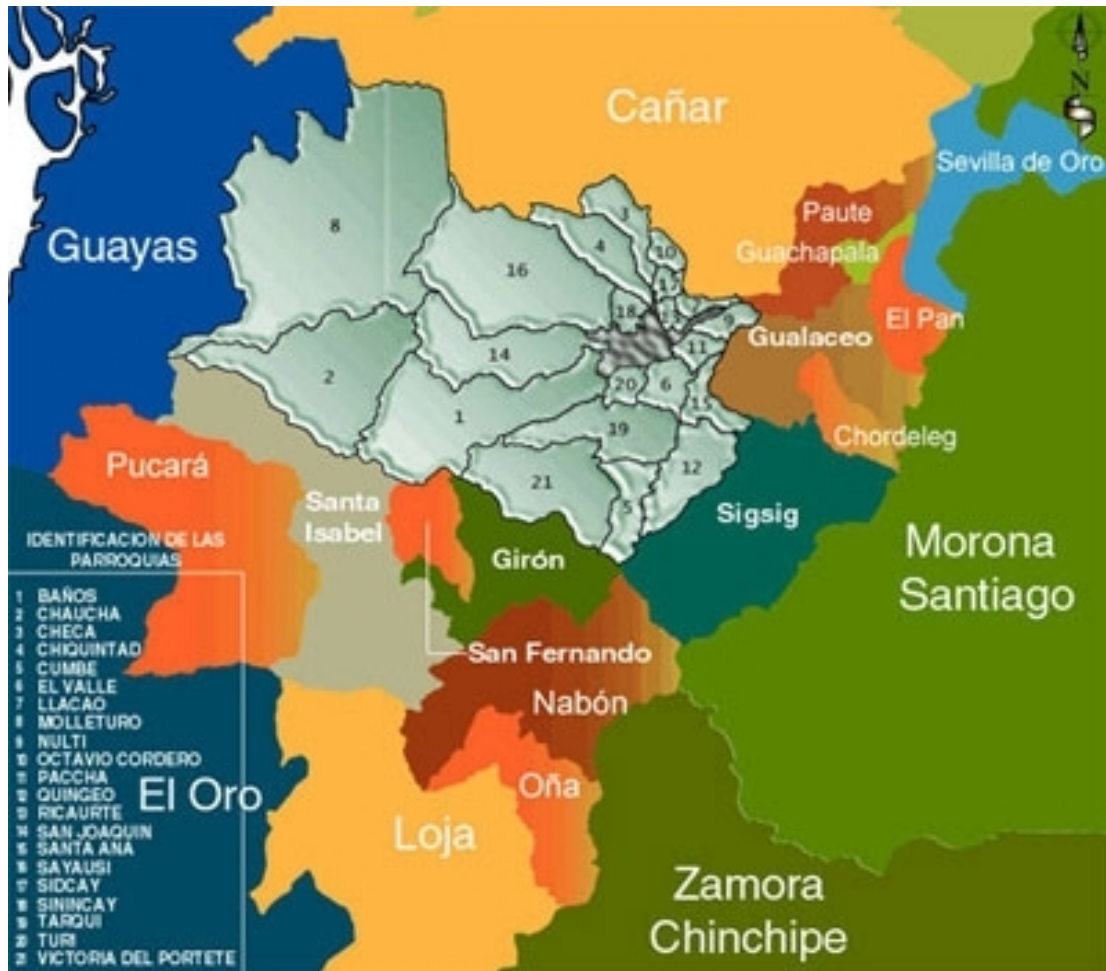 Cañar
N
Sevilla de Oro
Paute
Guachapala
Guayas
8
3
4
10
16
17
18
9
El Pan
Gualaceo
11
14
2
20
6
15
1
19
Chordeleg
12
21
5
Pucará
Santa
Isabel
Sigsig
Girón
Morona
Santiago
San Fernando
Nabón
Oña
El Oro
Loja
Zamora
Chinchipe
IDENTIFICACION DE LAS
PARROQUIAS
1 BAÑOS
2 CHAUCHA
3 CHECA
4 CHIQUINTAD
5 CUMBE
6 EL VALLE
7 LLACAO
8 MOLLETURO
9 NULTI
10 OCTAVIO CORDERO
11 PACCHA
12 QUINGEO
13 RICAURTE
14 SAN JOAQUIN
15 SANTA ANA
16 SAYAUSI
17 SIDCAY
18 SININCAY
19 TARQUI
20 TURI
21 VICTORIA DEL PORTETE